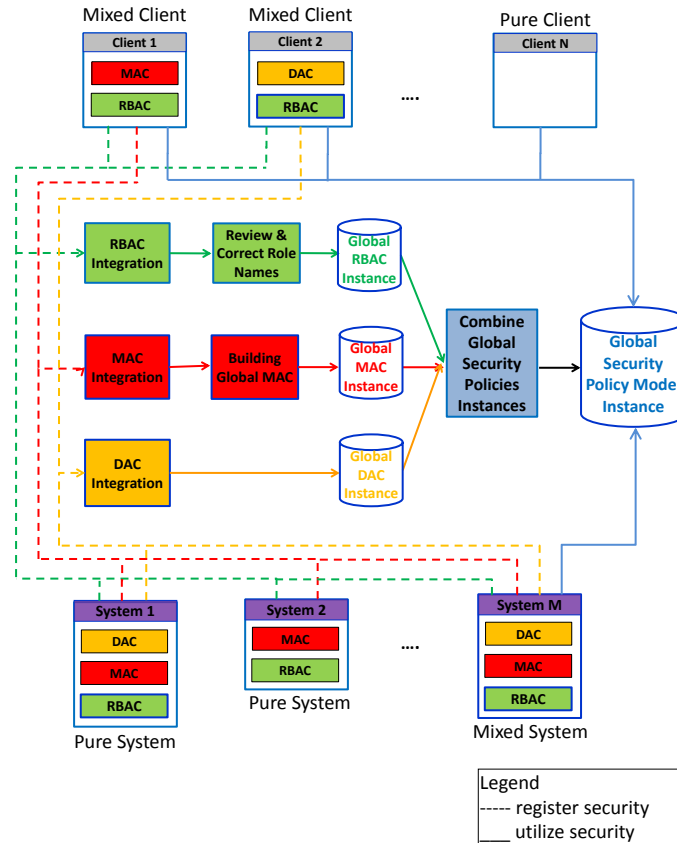 Mixed Client
Mixed Client
Pure Client
Client 1
Client 2
Client N
MAC
DAC
RBAC
RBAC
....
RBAC
Integration
Review &
Correct Role
Names
Global
RBAC
Instance
MAC
Integration
Building
Global MAC
Global
MAC
Instance
Combine
Global
Security
Policies
Instances
Global
Security
Policy Model
Instance
DAC
Integration
Global
DAC
Instance
System 1
System 2
System M
DAC
MAC
RBAC
MAC
RBAC
....
DAC
MAC
RBAC
Pure System
Pure System
Mixed System
Legend
----- register security
___ utilize security